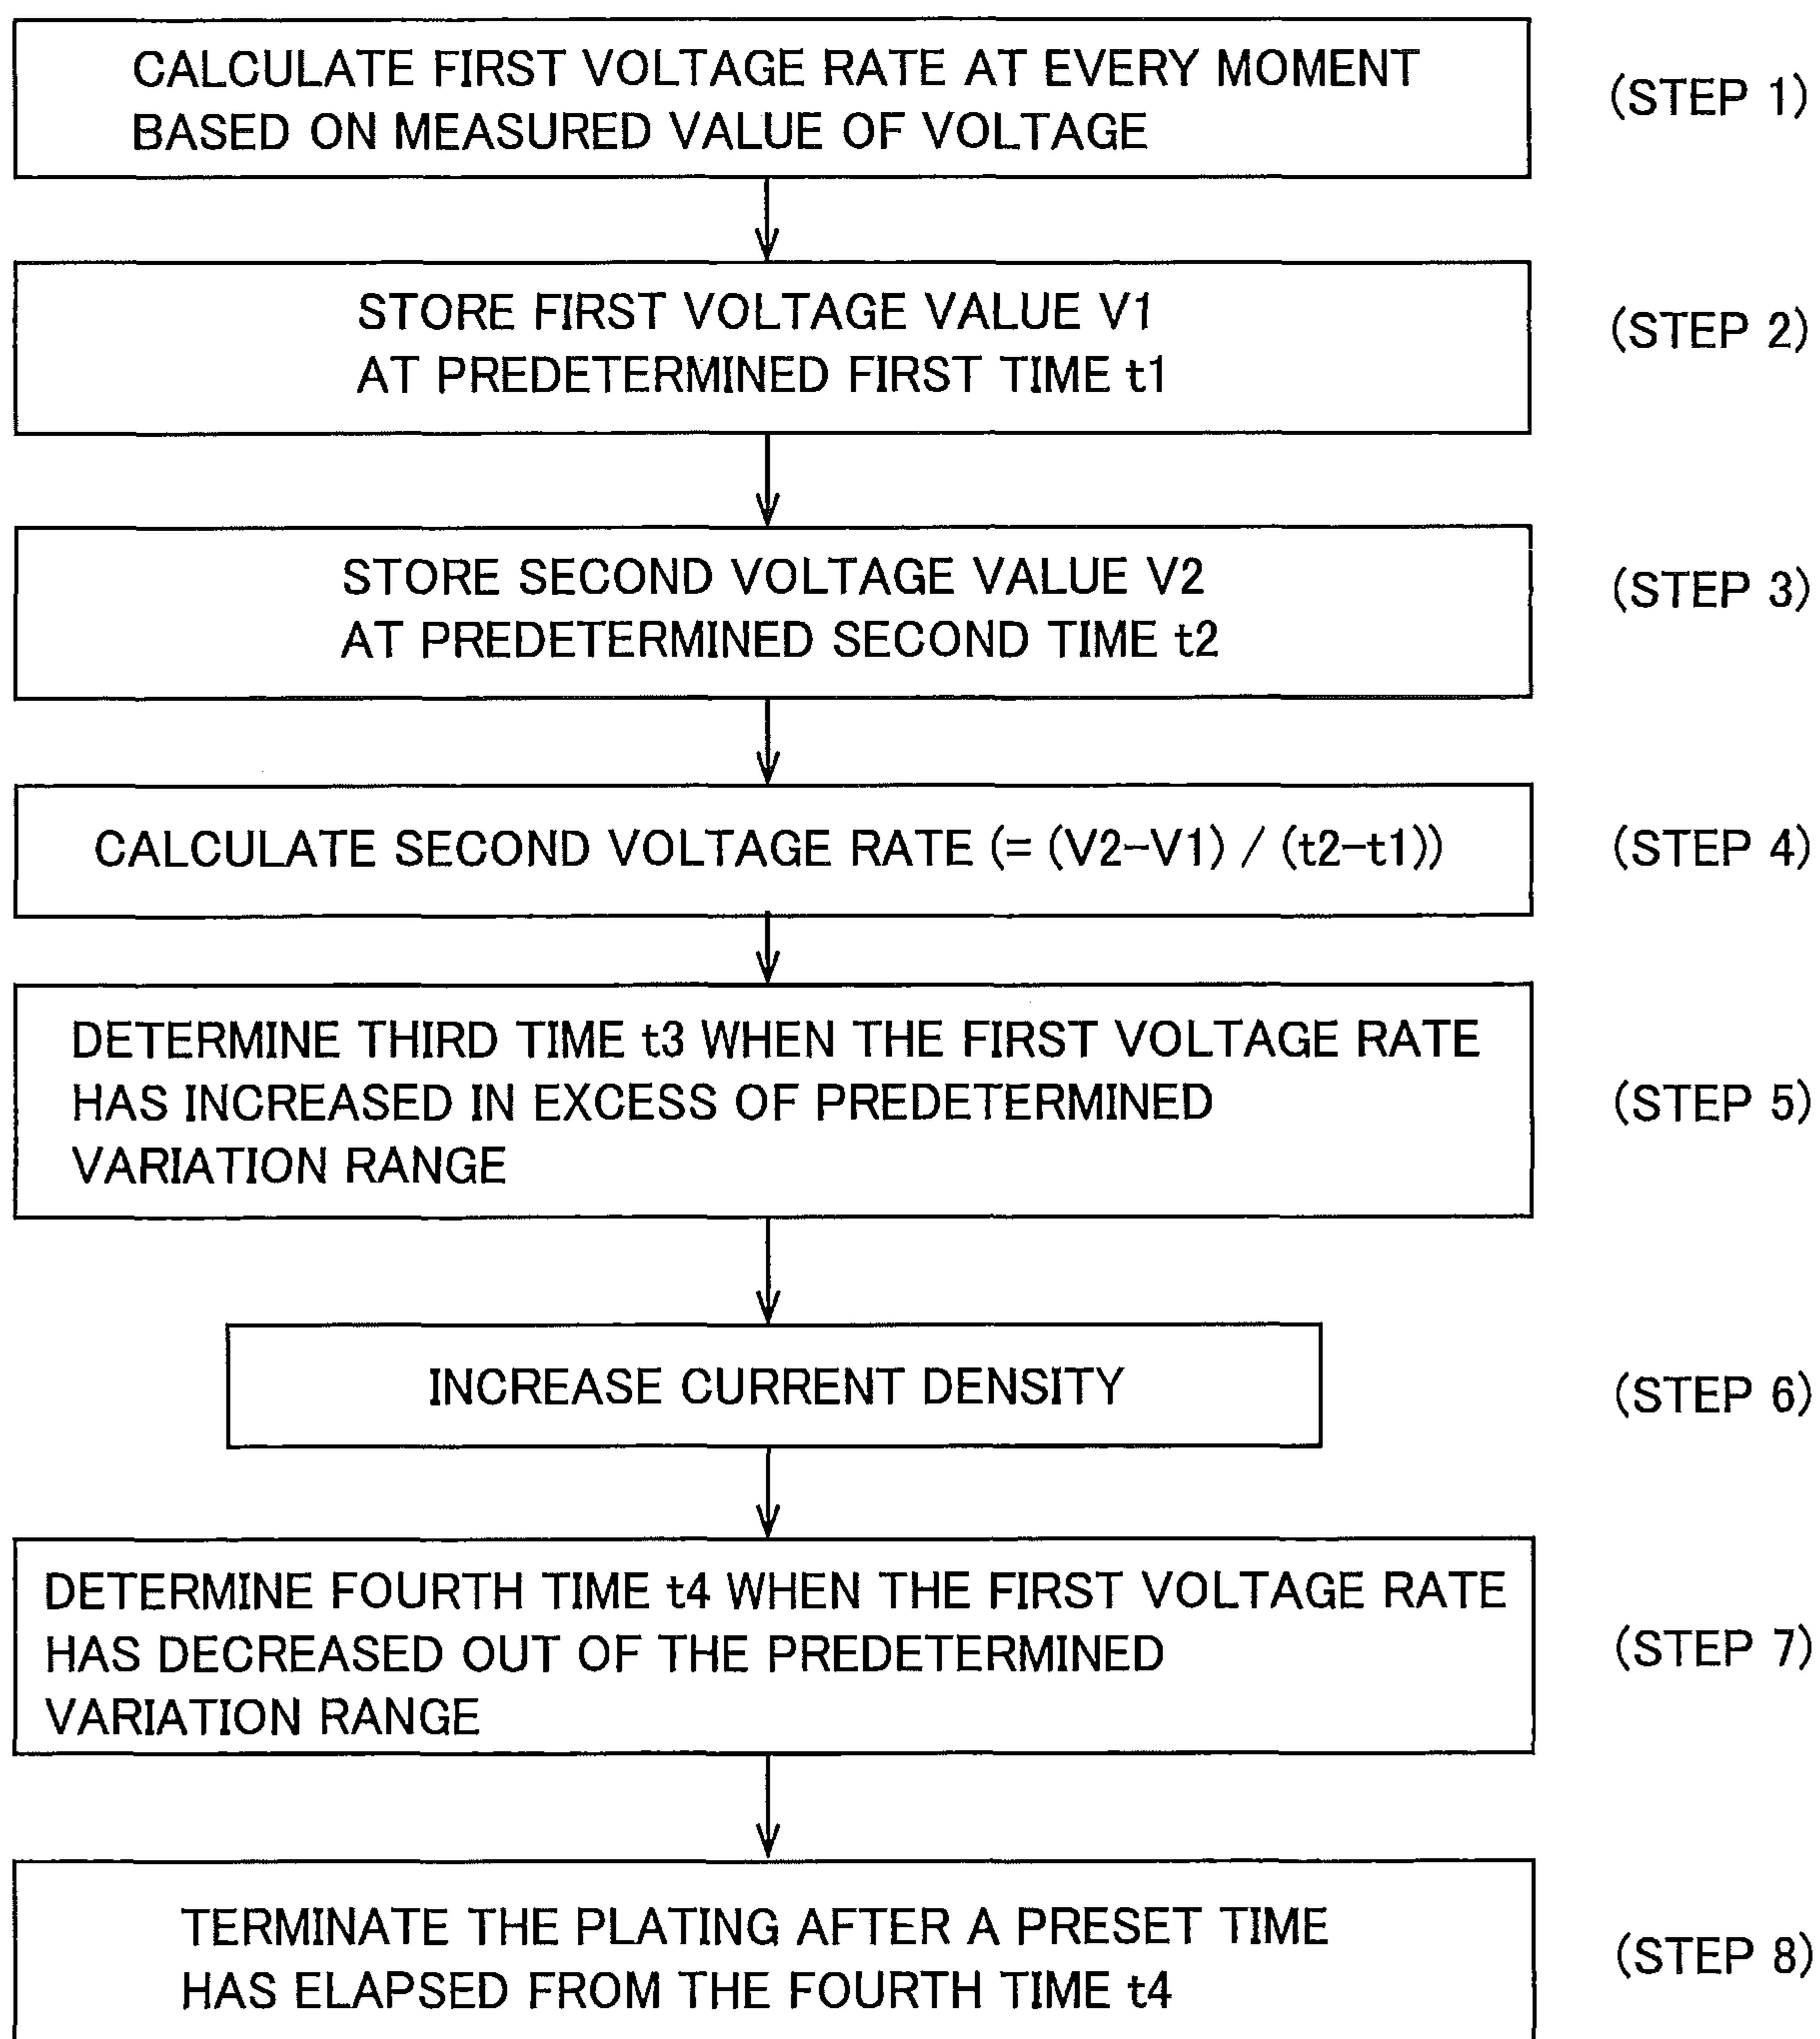 CALCULATE FIRST VOLTAGE RATE AT EVERY MOMENT
BASED ON MEASURED VALUE OF VOLTAGE
(STEP 1)
STORE FIRST VOLTAGE VALUE V1
AT PREDETERMINED FIRST TIME t1
(STEP 2)
STORE SECOND VOLTAGE VALUE V2
AT PREDETERMINED SECOND TIME t2
(STEP 3)
CALCULATE SECOND VOLTAGE RATE (= (V2-V1) / (t2-t1))
(STEP 4)
DETERMINE THIRD TIME t3 WHEN THE FIRST VOLTAGE RATE
HAS INCREASED IN EXCESS OF PREDETERMINED
VARIATION RANGE
(STEP 5)
INCREASE CURRENT DENSITY
(STEP 6)
DETERMINE FOURTH TIME t4 WHEN THE FIRST VOLTAGE RATE
HAS DECREASED OUT OF THE PREDETERMINED
VARIATION RANGE
(STEP 7)
TERMINATE THE PLATING AFTER A PRESET TIME
HAS ELAPSED FROM THE FOURTH TIME t4
(STEP 8)